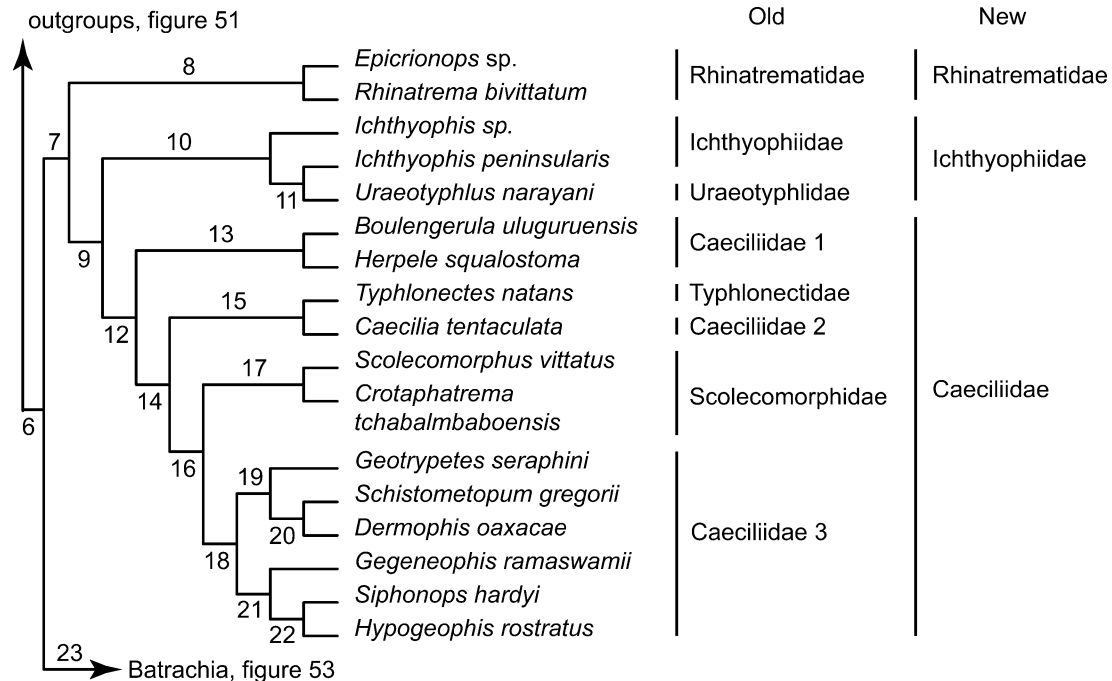 outgroups, figure 51
Old
New
8
Epicrionops sp.
Rhinatrema bivittatum
Rhinatrematidae
Rhinatrematidae
7
10
Ichthyophis sp.
Ichthyophis peninsularis
Ichthyophiidae
Ichthyophiidae
11
Uraeotyphlus narayani
Uraeotyphlidae
9
13
Boulengerula uluguruensis
Herpele squalostoma
Caeciliidae 1
12
15
Typhlonectes natans
Typhlonectidae
Caecilia tentaculata
Caeciliidae 2
14
17
Scolecomorphus vittatus
Crotaphatrema
tchabalmbaboensis
Scolecomorphidae
Caeciliidae
6
16
19
Geotrypetes seraphini
Schistometopum gregorii
20
Dermophis oaxacae
Caeciliidae 3
18
Gegeneophis ramaswamii
21
Siphonops hardyi
22
Hypogeophis rostratus
23
Batrachia, figure 53